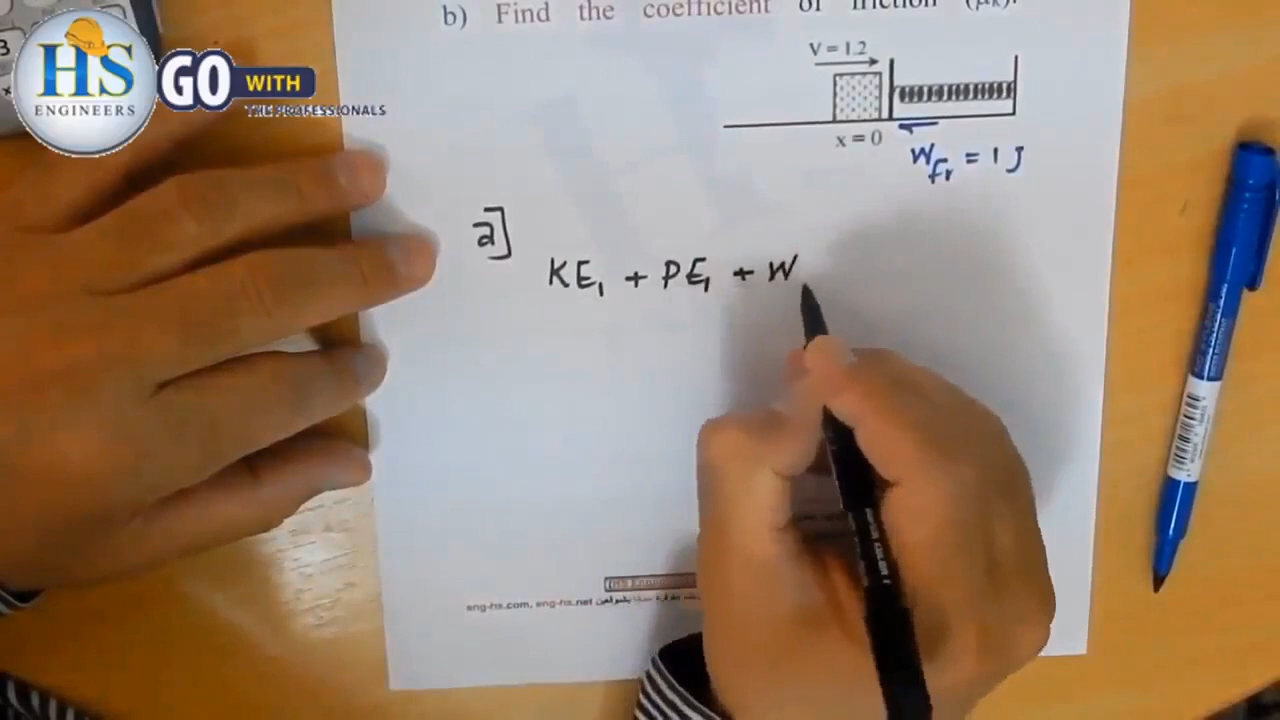 HS
ENGINEERS
GO WITH
THE PROFESSIONALS
b) Find the coefficient of friction (μk).
V = 1.2
x = 0
Wfr = 1 J
a]
KE1 + PE1 + W
eng-hs.com, eng-hs.net